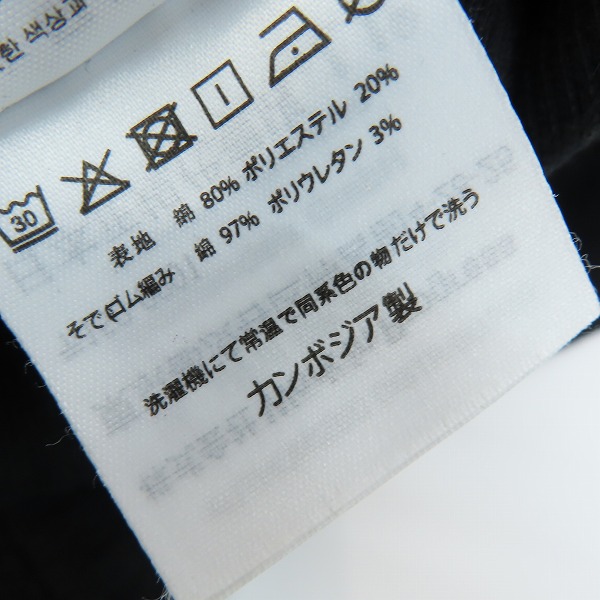 한 색상과
30
表地 綿 80% ポリエステル 20%
そで(ゴム編み 綿 97% ポリウレタン 3%
洗濯機にて常温で同系色の物だけで洗う
カンボジア製